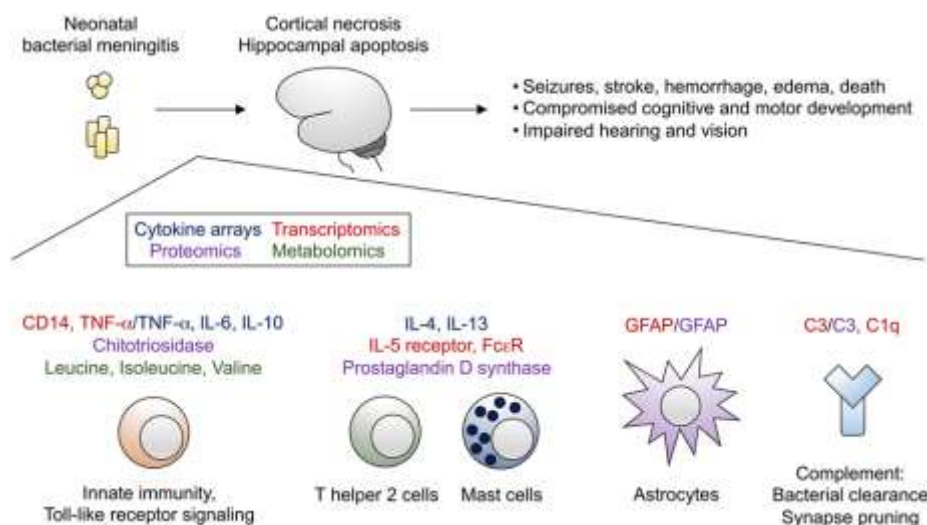 Neonatal
bacterial meningitis
Cortical necrosis
Hippocampal apoptosis
• Seizures, stroke, hemorrhage, edema, death
• Compromised cognitive and motor development
• Impaired hearing and vision
Cytokine arrays Transcriptomics
Proteomics Metabolomics
CD14, TNF-α/TNF-α, IL-6, IL-10
Chitotriosidase
Leucine, Isoleucine, Valine
Innate immunity,
Toll-like receptor signaling
IL-4, IL-13
IL-5 receptor, FcεR
Prostaglandin D synthase
T helper 2 cells
Mast cells
GFAP/GFAP
Astrocytes
C3/C3, C1q
Complement:
Bacterial clearance
Synapse pruning